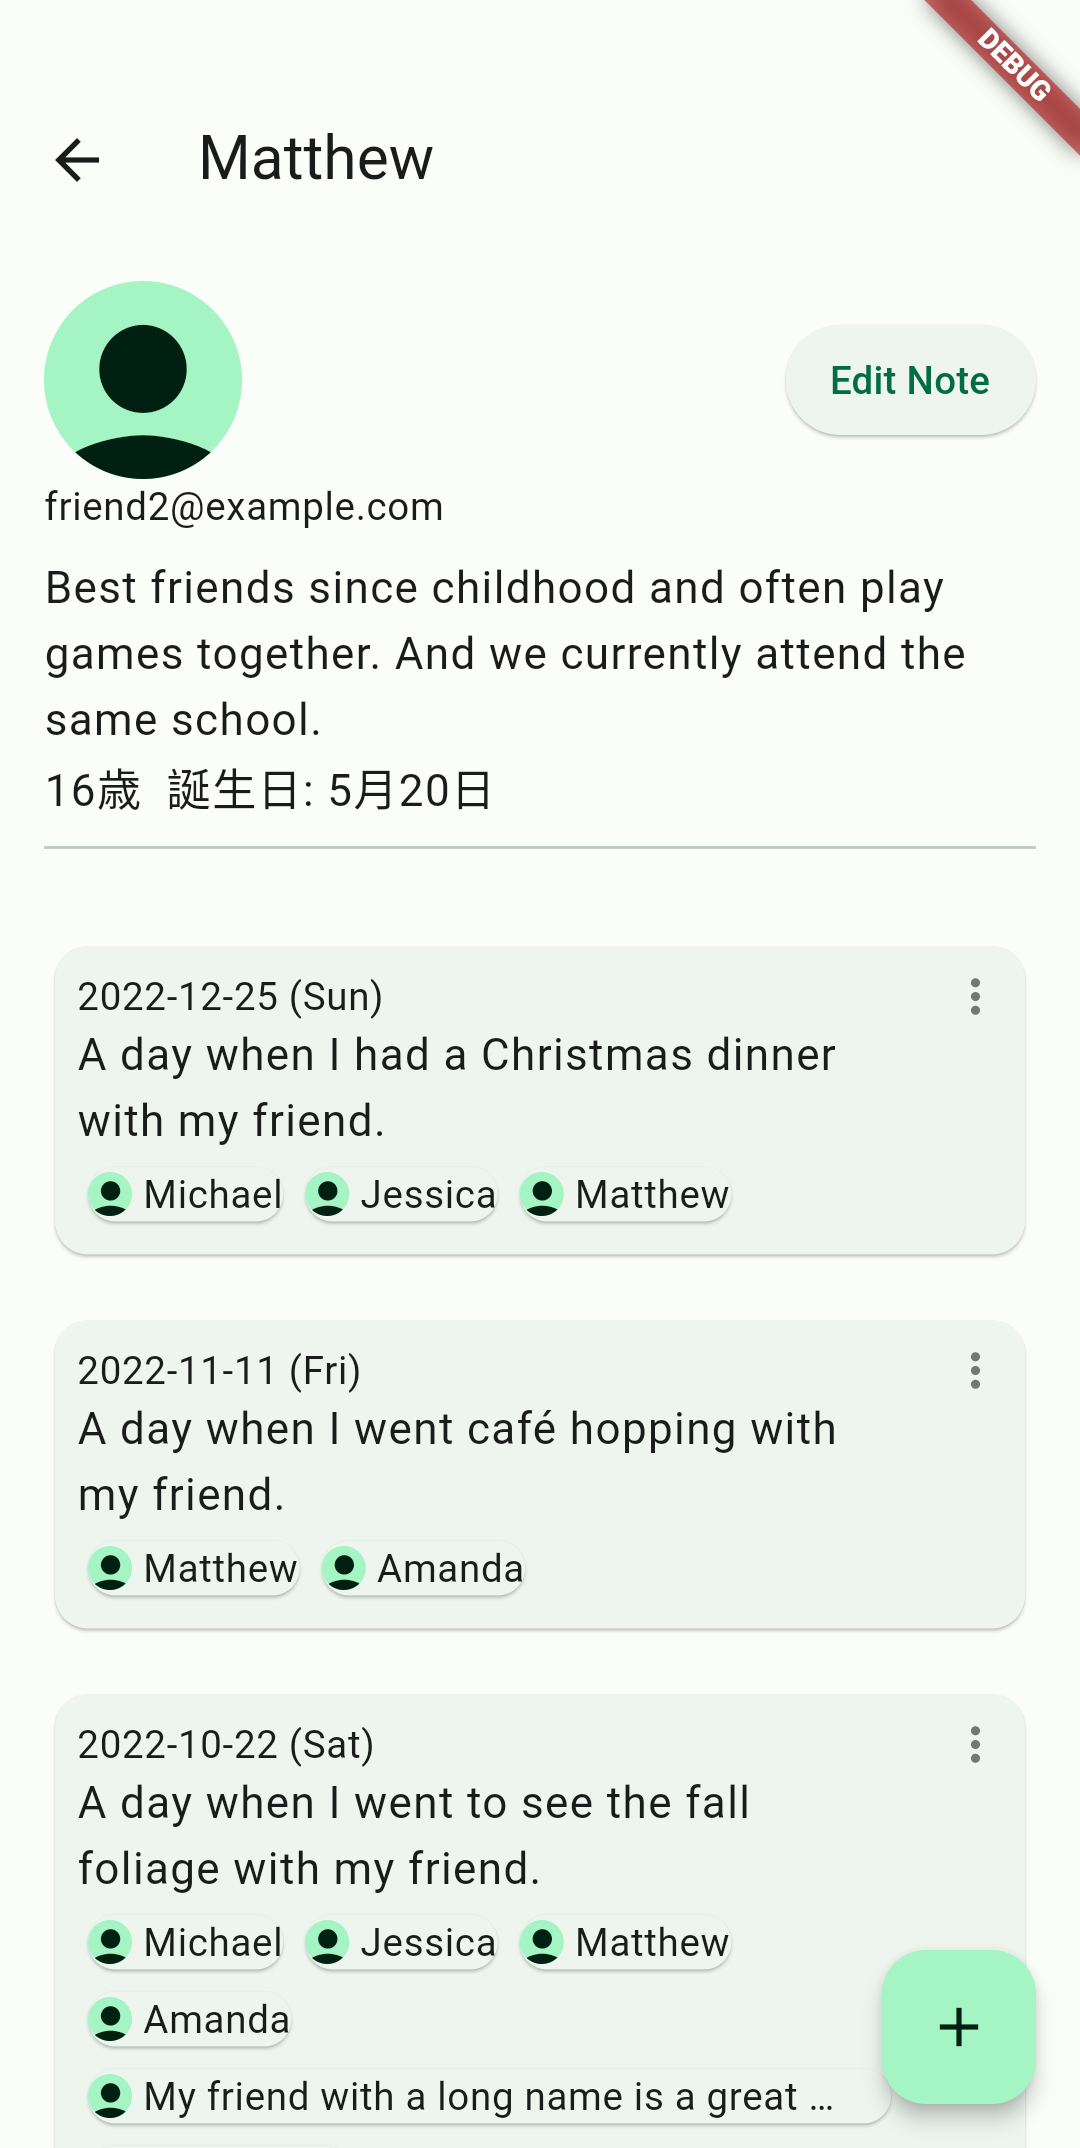 DEBUG
Matthew
Edit Note
friend2@example.com
Best friends since childhood and often play
games together. And we currently attend the
same school.
16歳 誕生日: 5月20日
2022-12-25 (Sun)
A day when I had a Christmas dinner
with my friend.
Michael Jessica Matthew
2022-11-11 (Fri)
A day when I went café hopping with
my friend.
Matthew Amanda
2022-10-22 (Sat)
A day when I went to see the fall
foliage with my friend.
Michael Jessica Matthew
Amanda
My friend with a long name is a great …